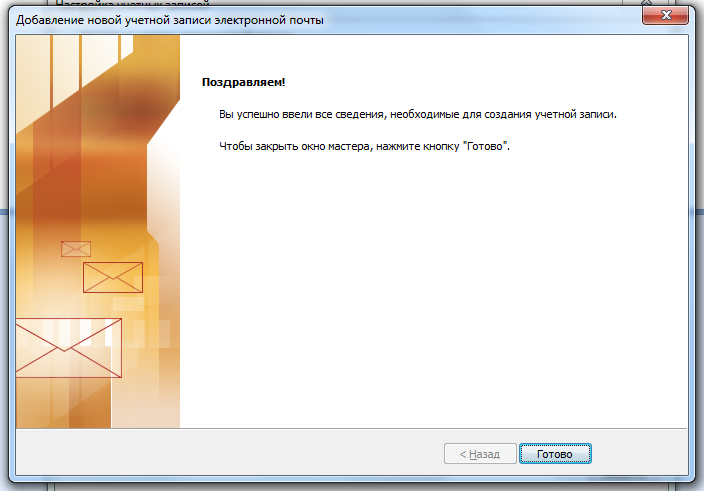 Настройка учетных записей
Добавление новой учетной записи электронной почты
Поздравляем!
Вы успешно ввели все сведения, необходимые для создания учетной записи.
Чтобы закрыть окно мастера, нажмите кнопку "Готово".
< Назад
Готово